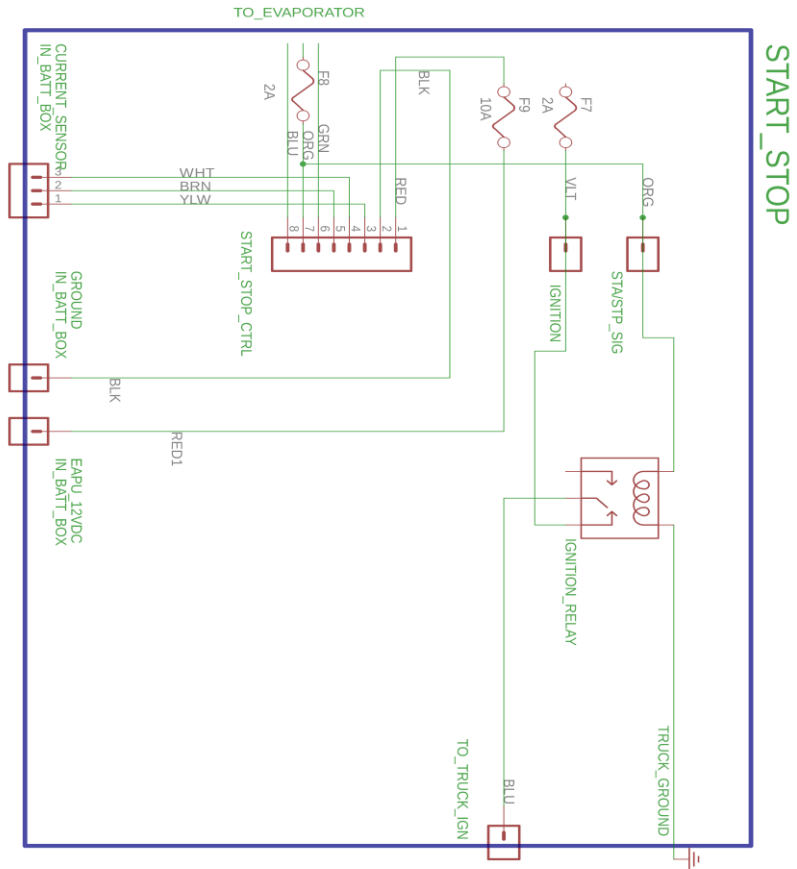 TO_EVAPORATOR
START_STOP
CURRENT_SENSOR
IN_BATT_BOX
3
2
1
WHT
BRN
YLW
F8
2A
BLU
ORG
GRN
BLK
RED
F9
10A
F7
2A
VLT
ORG
8
7
6
5
4
3
2
1
START_STOP_CTRL
IGNITION
STA/STP_SIG
GROUND
IN_BATT_BOX
BLK
RED1
EAPU_12VDC
IN_BATT_BOX
IGNITION_RELAY
TO_TRUCK_IGN
BLU
TRUCK_GROUND